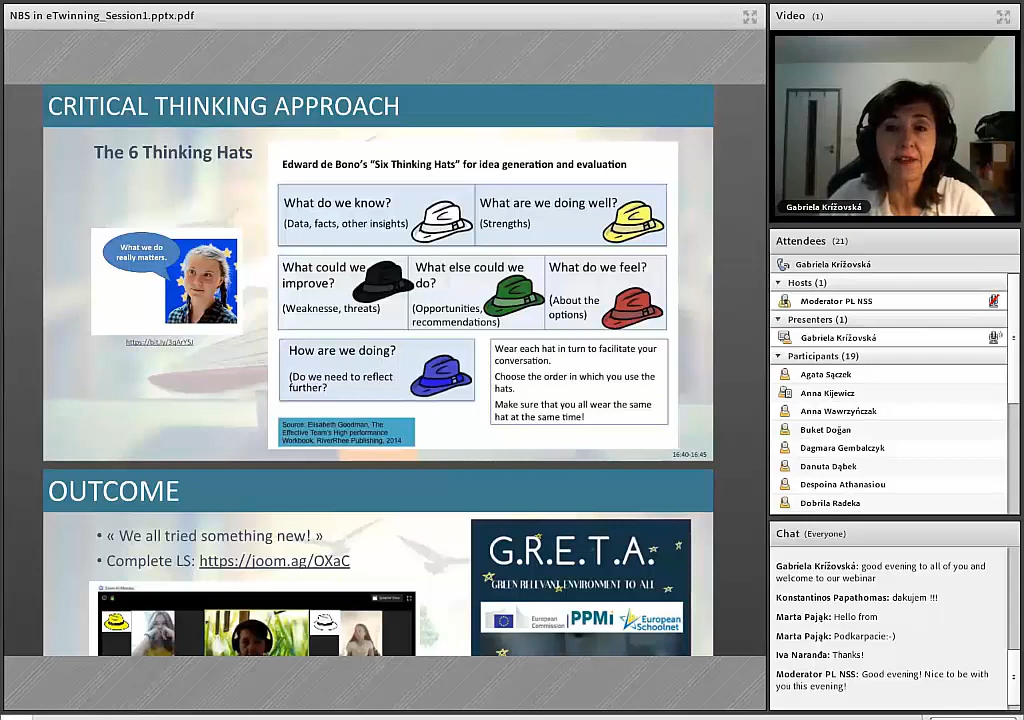 NBS in eTwinning_Session1.pptx.pdf
CRITICAL THINKING APPROACH
The 6 Thinking Hats
What we do
really matters.
https://bit.ly/3qArYSJ
Edward de Bono's "Six Thinking Hats" for idea generation and evaluation
What do we know?
(Data, facts, other insights)
What are we doing well?
(Strengths)
What could we
improve?
(Weaknesse, threats)
What else could we
do?
(Opportunities,
recommendations)
What do we feel?
(About the
options)
How are we doing?
(Do we need to reflect
further?
Wear each hat in turn to facilitate your
conversation.
Choose the order in which you use the
hats.
Make sure that you all wear the same
hat at the same time!
Source: Elisabeth Goodman, The
Effective Team's High performance
Workbook, RiverRhee Publishing, 2014
16:40-16:45
OUTCOME
• « We all tried something new! »
• Complete LS: https://joom.ag/OXaC
G.R.E.T.A.
GREEN RELEVANT ENVIRONMENT TO ALL
European
Commission
PPMi
European
Schoolnet
Video (1)
Gabriela Krížovská
Attendees (21)
Gabriela Krížovská
Hosts (1)
Moderator PL NSS
Presenters (1)
Gabriela Krížovská
Participants (19)
Agata Sączek
Anna Kijewicz
Anna Wawrzyńczak
Buket Doğan
Dagmara Gembalczyk
Danuta Dąbek
Despoina Athanasiou
Dobrila Radeka
Chat (Everyone)
Gabriela Krížovská: good evening to all of you and
welcome to our webinar
Konstantinos Papathomas: dakujem !!!
Marta Pająk: Hello from
Marta Pająk: Podkarpacie:-)
Iva Naranđa: Thanks!
Moderator PL NSS: Good evening! Nice to be with
you this evening!